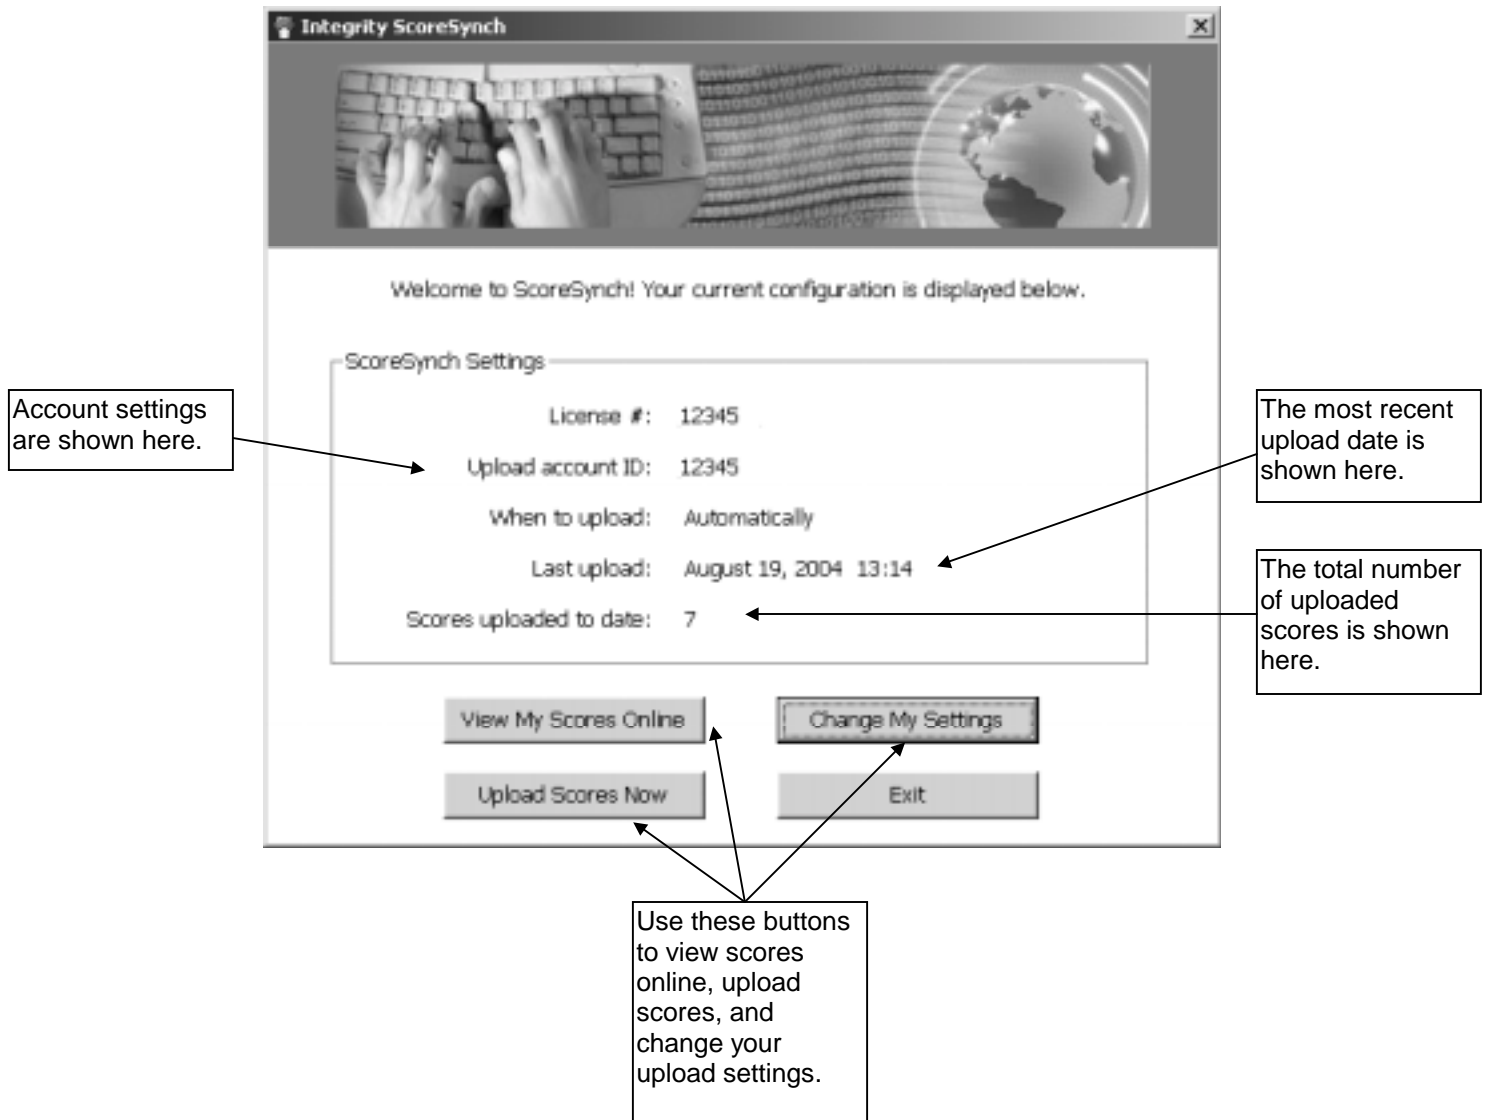 Integrity ScoreSynch
Welcome to ScoreSynch! Your current configuration is displayed below.
ScoreSynch Settings
License #: 12345
Upload account ID: 12345
When to upload: Automatically
Last upload: August 19, 2004 13:14
Scores uploaded to date: 7
View My Scores Online
Change My Settings
Upload Scores Now
Exit
Account settings
are shown here.
The most recent
upload date is
shown here.
The total number
of uploaded
scores is shown
here.
Use these buttons
to view scores
online, upload
scores, and
change your
upload settings.